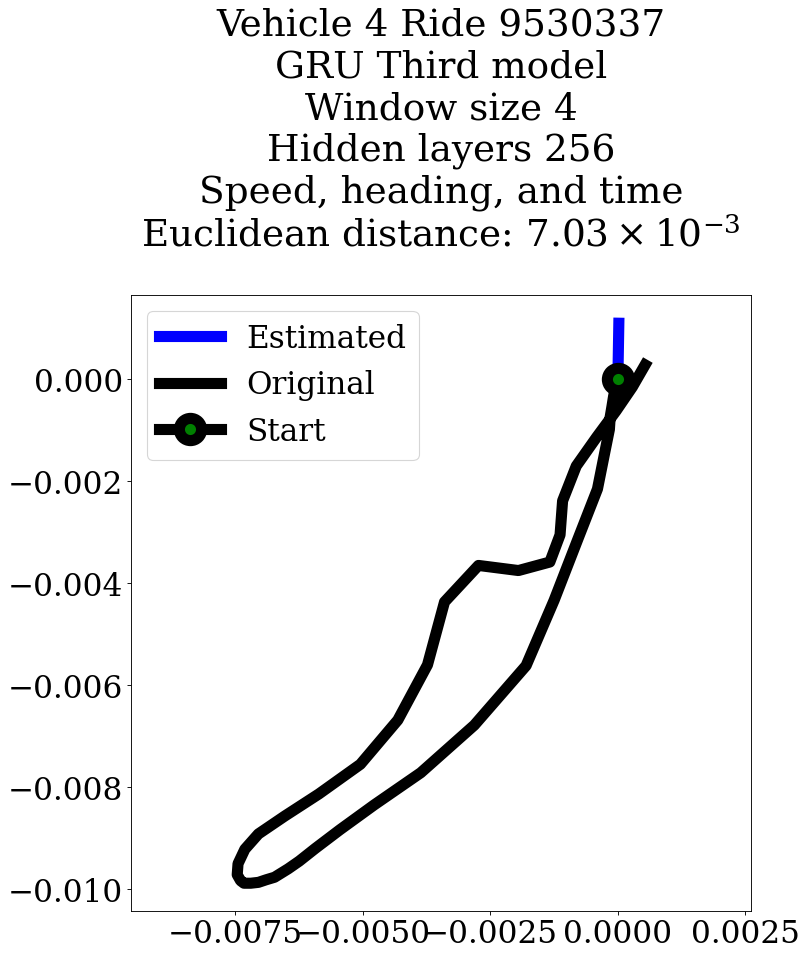 Vehicle 4 Ride 9530337
GRU Third model
Window size 4
Hidden layers 256
Speed, heading, and time
Euclidean distance: 7.03 × 10⁻³
Estimated
Original
Start
0.000
−0.002
−0.004
−0.006
−0.008
−0.010
−0.0075 −0.0050 −0.0025 0.0000 0.0025